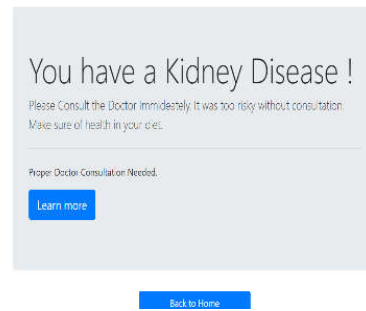 You have a Kidney Disease !
Please Consult the Doctor Immideately. It was too risky without consultation.
Make sure of health in your diet.
Proper Doctor Consultation Needed.
Learn more
Back to Home